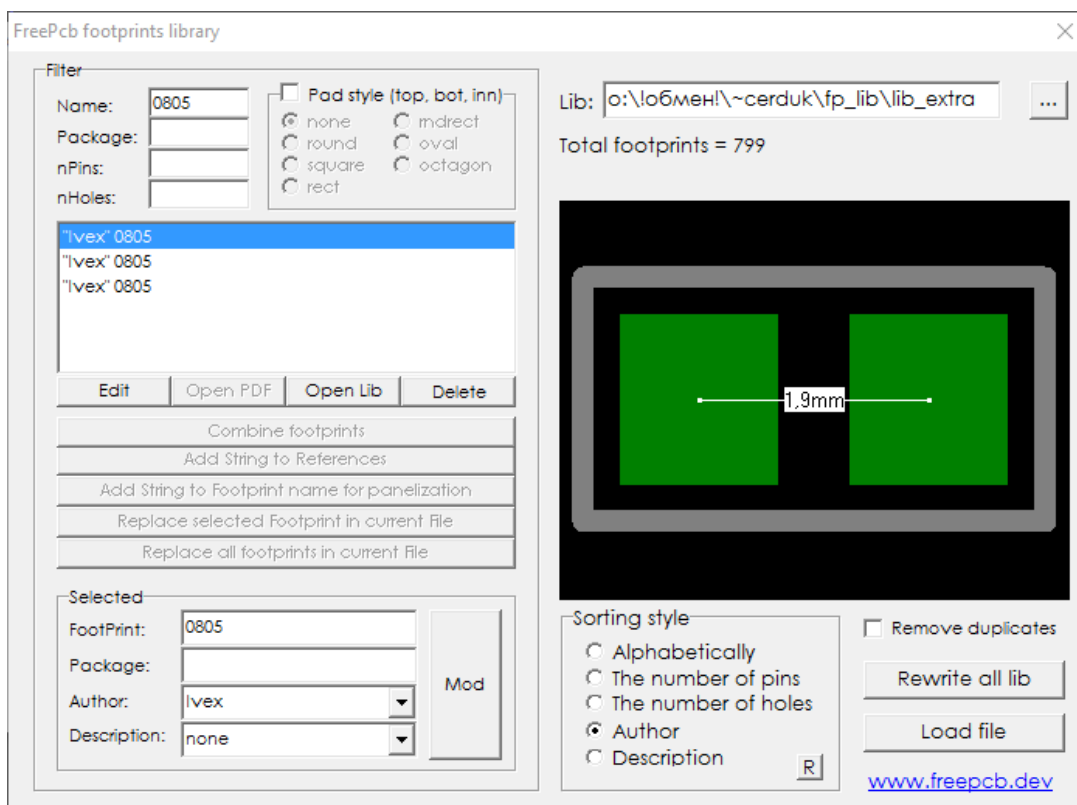 FreePcb footprints library
Filter
Name: 0805
Package:
nPins:
nHoles:
Pad style (top, bot, inn)
none
rndrect
round
oval
square
octagon
rect
"Ivex" 0805
"Ivex" 0805
"Ivex" 0805
Edit
Open PDF
Open Lib
Delete
Combine footprints
Add String to References
Add String to Footprint name for panelization
Replace selected Footprint in current File
Replace all footprints in current File
Selected
FootPrint: 0805
Package:
Author: Ivex
Description: none
Mod
Lib: o:\!обмен!\~cerduk\fp_lib\lib_extra
...
Total footprints = 799
1,9mm
Sorting style
Alphabetically
The number of pins
The number of holes
Author
Description
R
Remove duplicates
Rewrite all lib
Load file
www.freepcb.dev